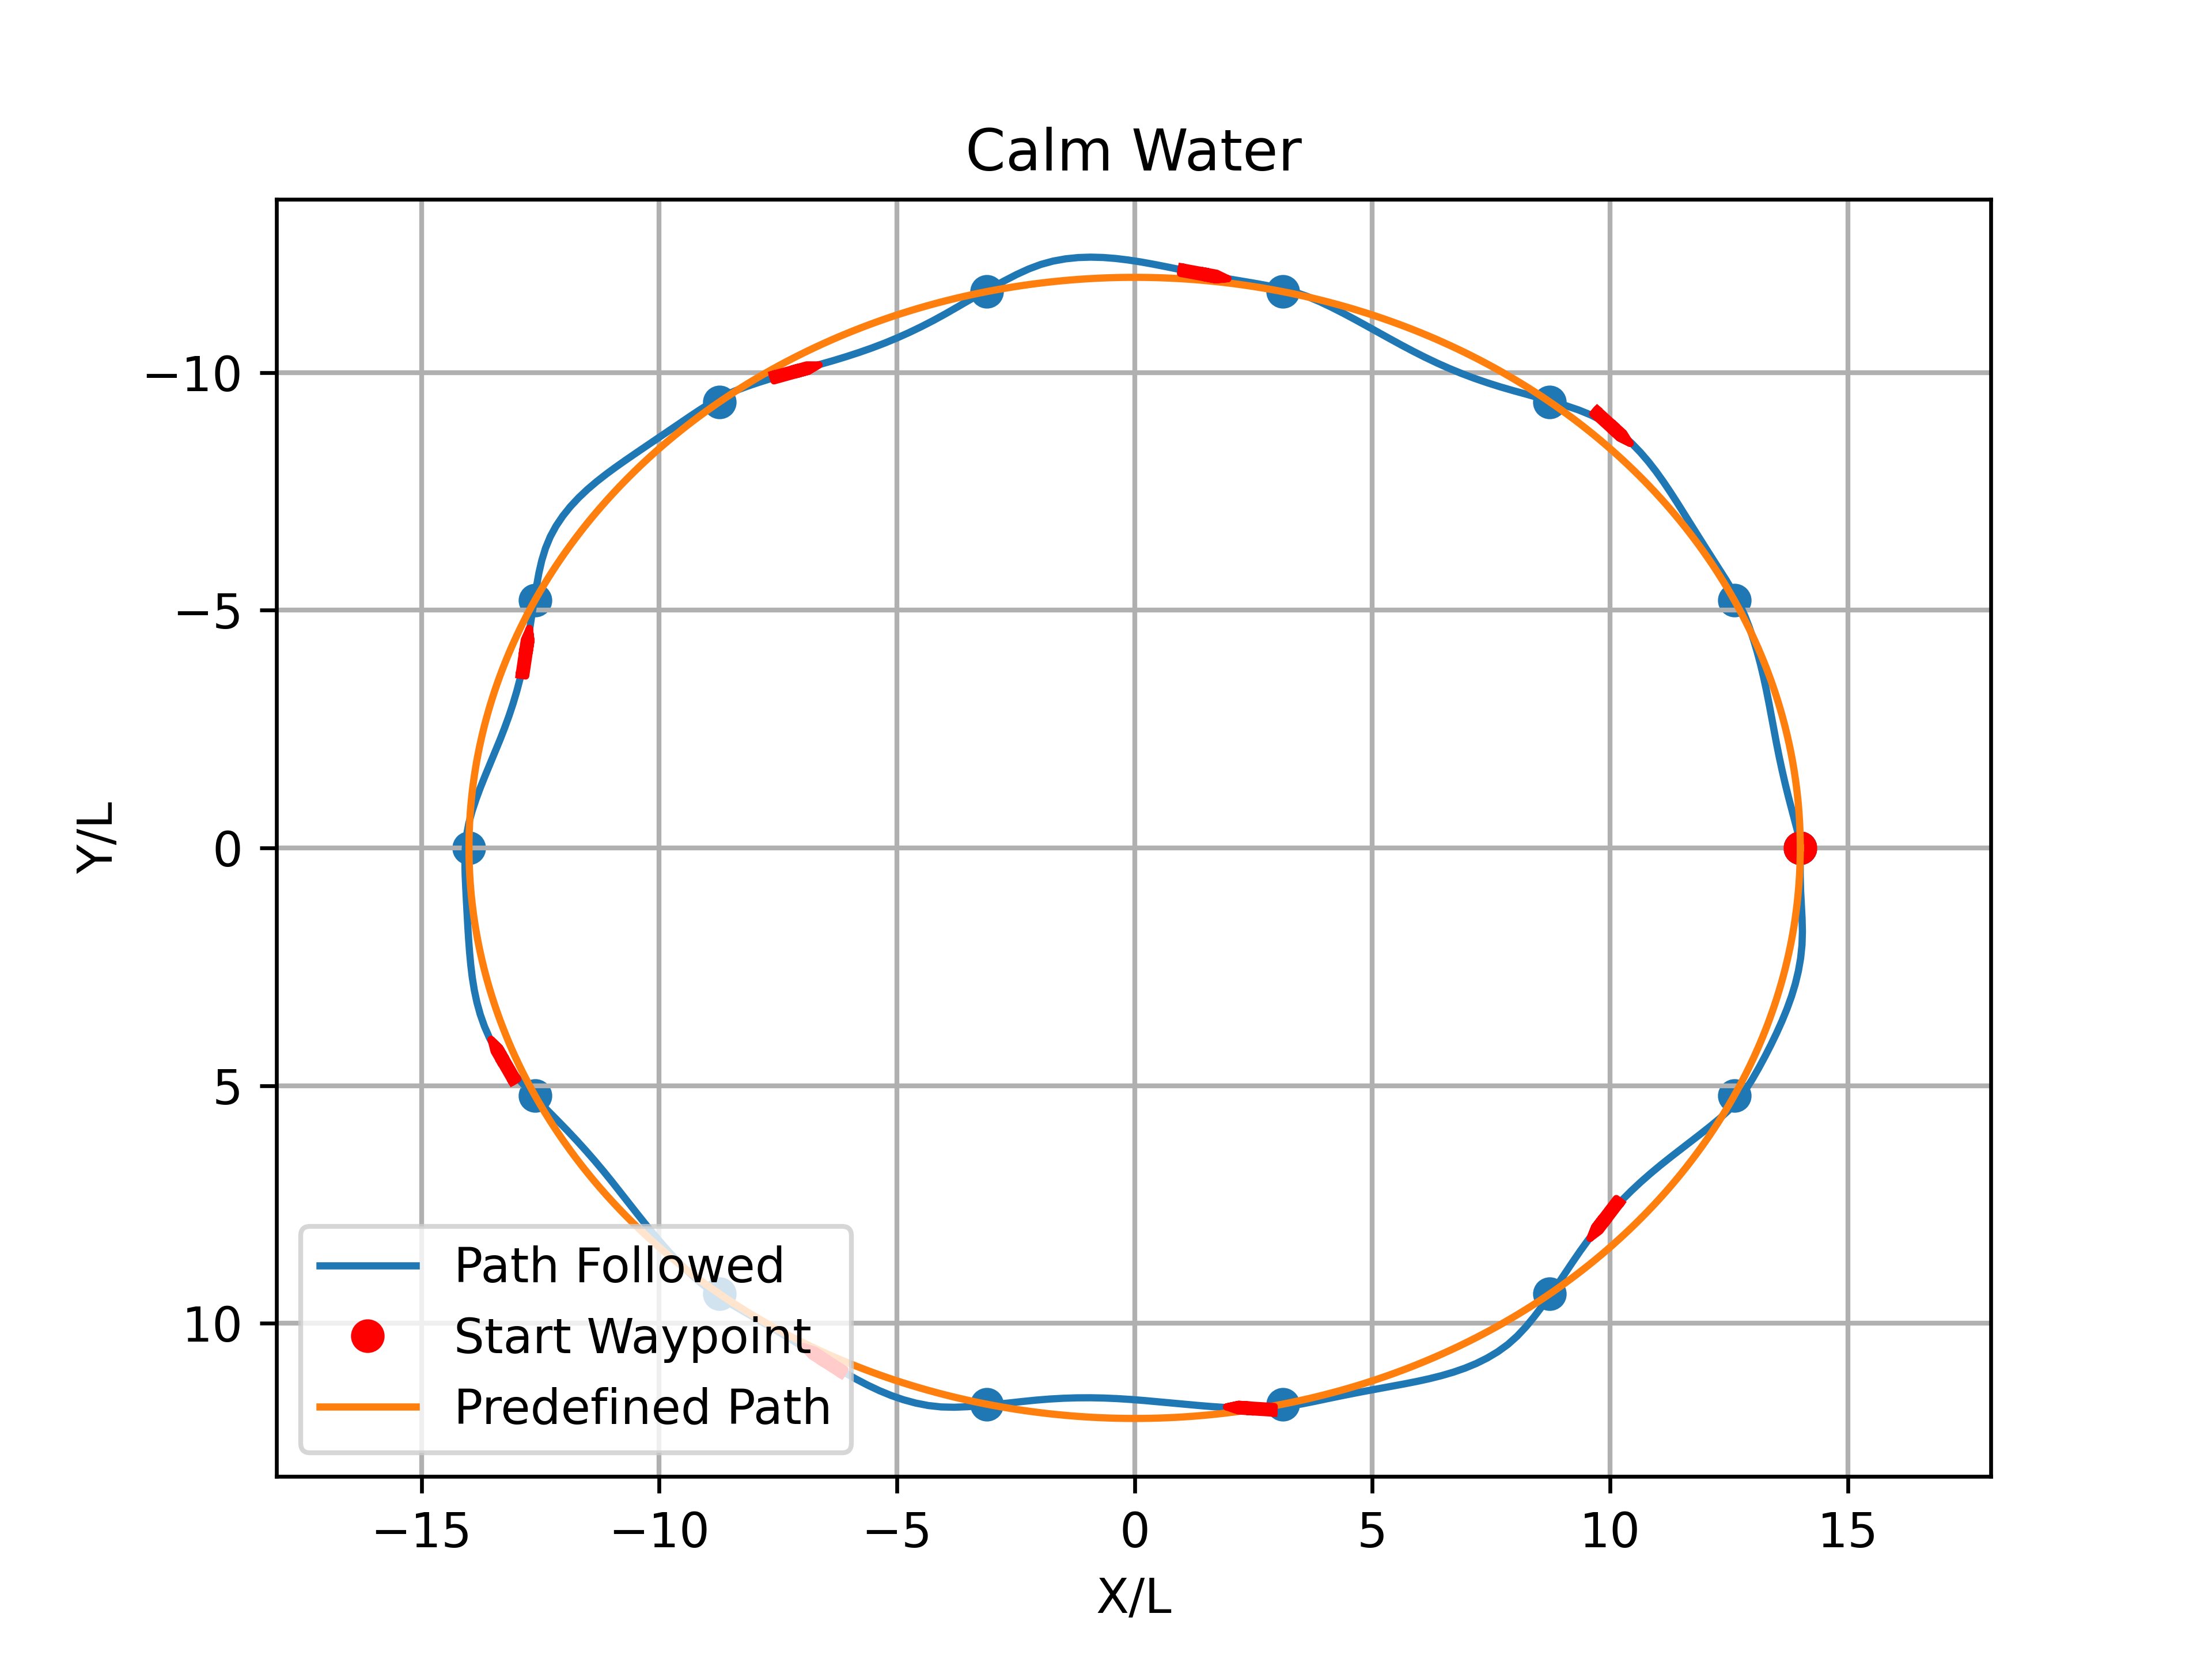 Calm Water
−10
−5
0
5
10
Y/L
Path Followed
Start Waypoint
Predefined Path
−15 −10 −5 0 5 10 15
X/L